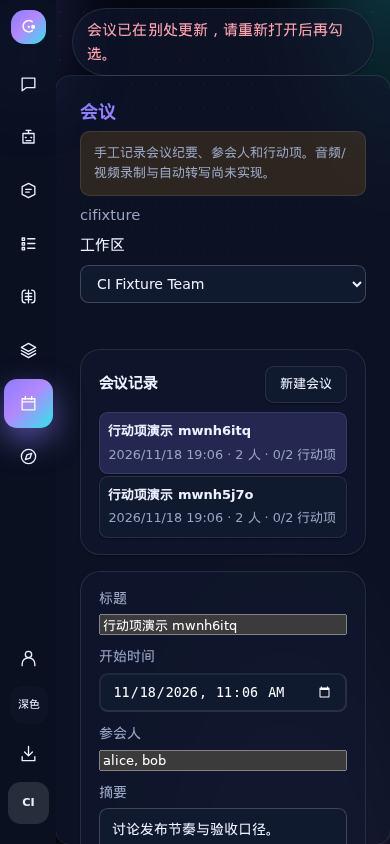 会议已在别处更新，请重新打开后再勾
选。
会议
手工记录会议纪要、参会人和行动项。音频/
视频录制与自动转写尚未实现。
cifixture
工作区
CI Fixture Team
会议记录
新建会议
行动项演示 mwnh6itq
2026/11/18 19:06 · 2 人 · 0/2 行动项
行动项演示 mwnh5j7o
2026/11/18 19:06 · 2 人 · 0/2 行动项
标题
行动项演示 mwnh6itq
开始时间
11/18/2026, 11:06 AM
参会人
alice, bob
摘要
讨论发布节奏与验收口径。
深色
CI